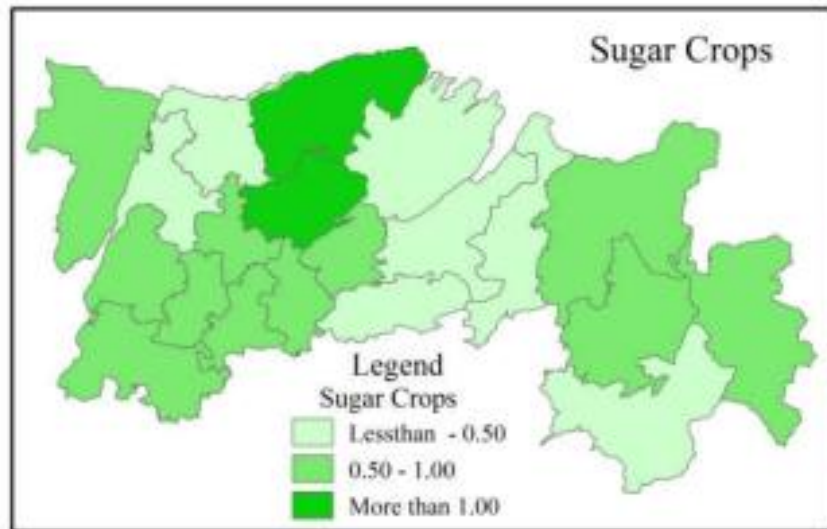 Sugar Crops
Legend
Sugar Crops
Lessthan - 0.50
0.50 - 1.00
More than 1.00